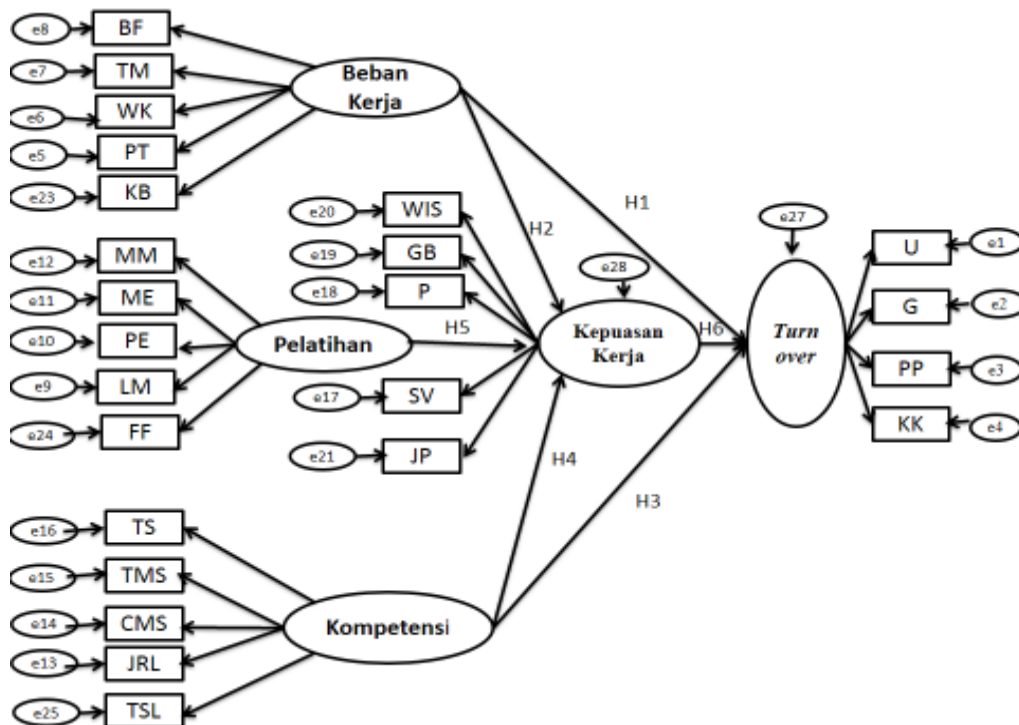 e8 BF
e7 TM
e6 WK
e5 PT
e23 KB
Beban
Kerja
H1
H2
e20 WIS
e19 GB
e18 P
e17 SV
e21 JP
e12 MM
e11 ME
e10 PE
e9 LM
e24 FF
Pelatihan
H5
e28
Kepuasan
Kerja
H6
e27
Turn
over
U e1
G e2
PP e3
KK e4
H4
H3
e16 TS
e15 TMS
e14 CMS
e13 JRL
e25 TSL
Kompetensi